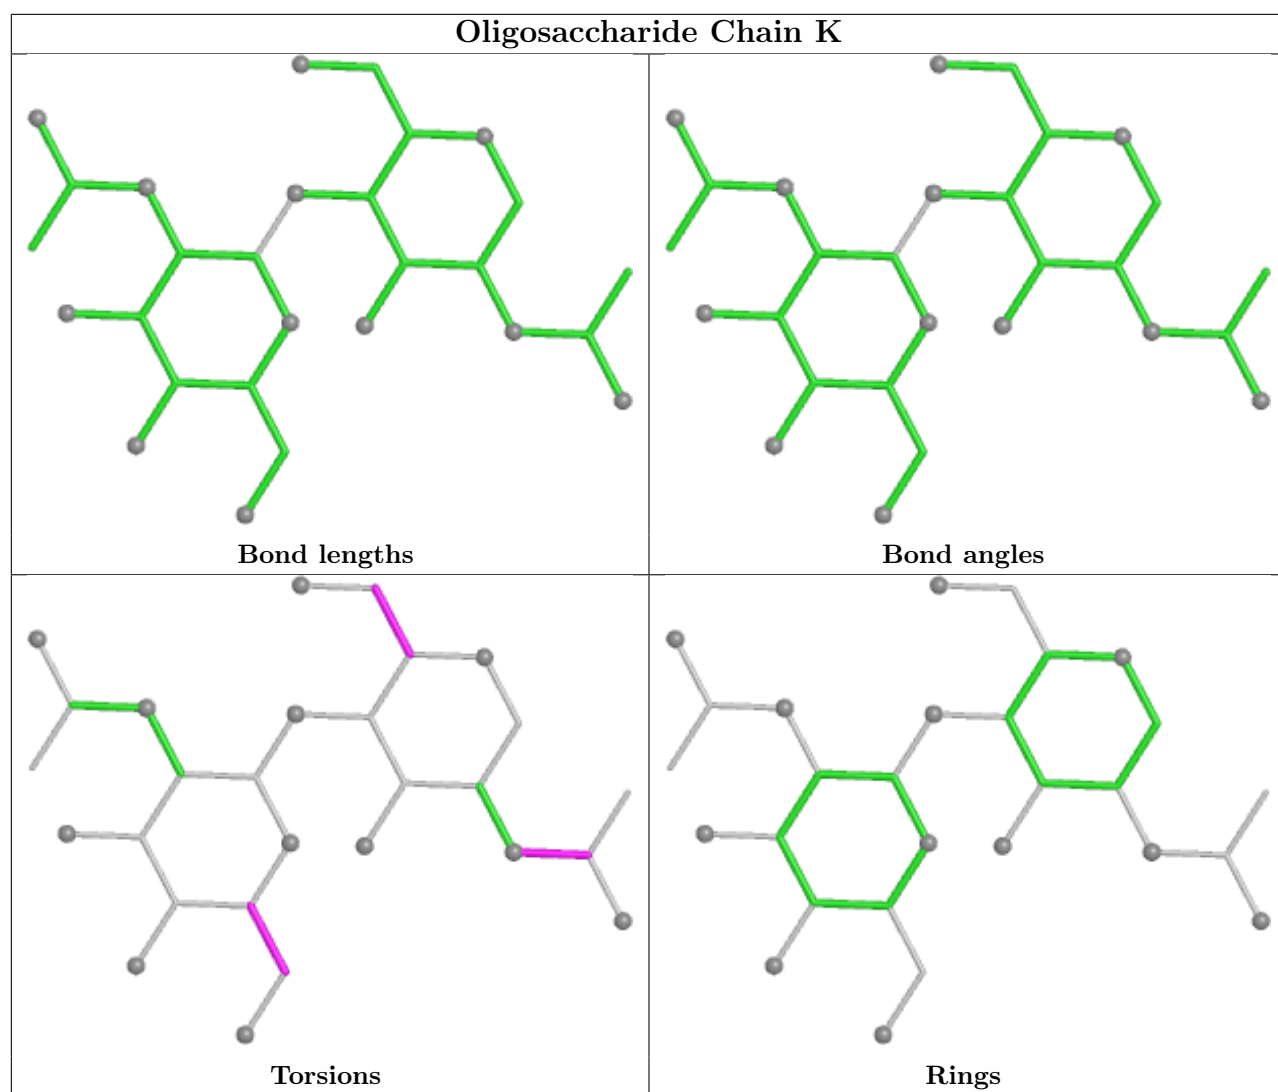 Oligosaccharide Chain K
Bond lengths
Bond angles
Torsions
Rings